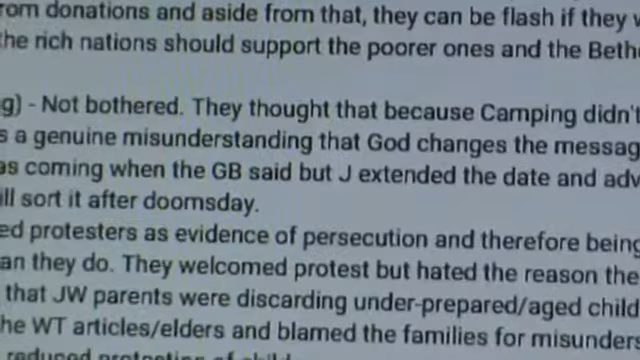 rom donations and aside from that, they can be flash if they
the rich nations should support the poorer ones and the Beth
g) - Not bothered. They thought that because Camping didn't
s a genuine misunderstanding that God changes the messag
as coming when the GB said but J extended the date and adv
ill sort it after doomsday.
ed protesters as evidence of persecution and therefore being
an they do. They welcomed protest but hated the reason the
that JW parents were discarding under-prepared/aged child
he WT articles/elders and blamed the families for misunders